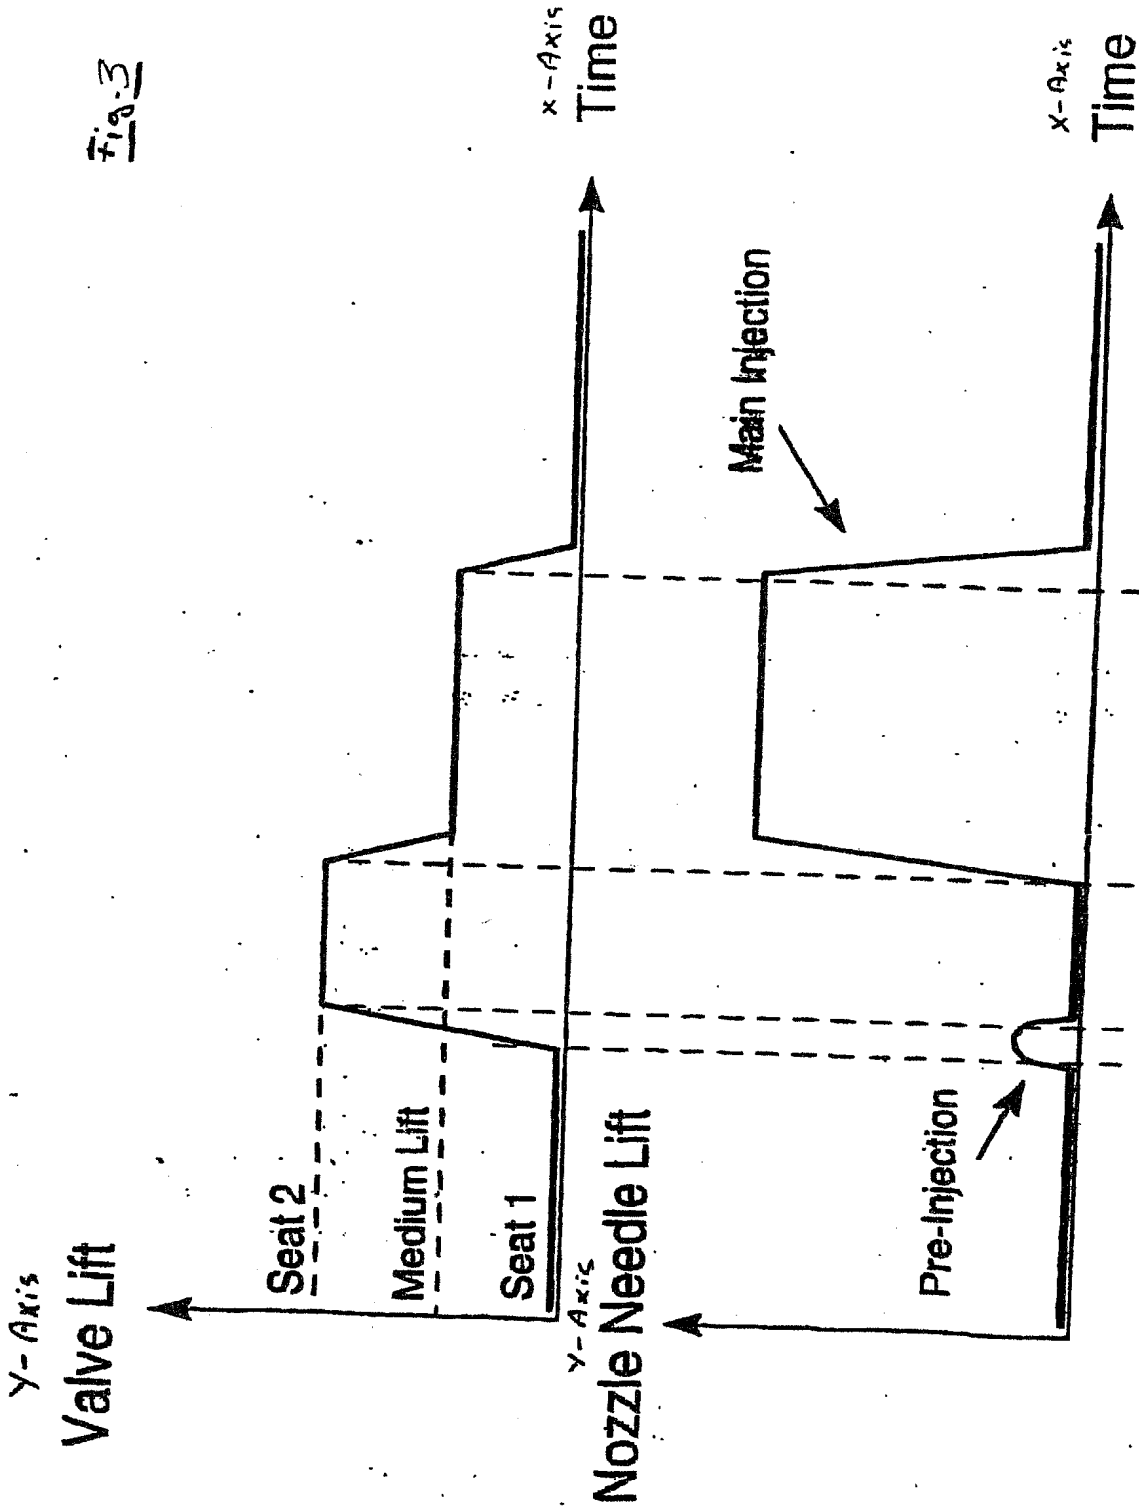 Fig. 3
Y-Axis
Valve Lift
Seat 2
Medium Lift
Seat 1
x-Axis
Time
Y-Axis
Nozzle Needle Lift
Main Injection
Pre-Injection
X-Axis
Time